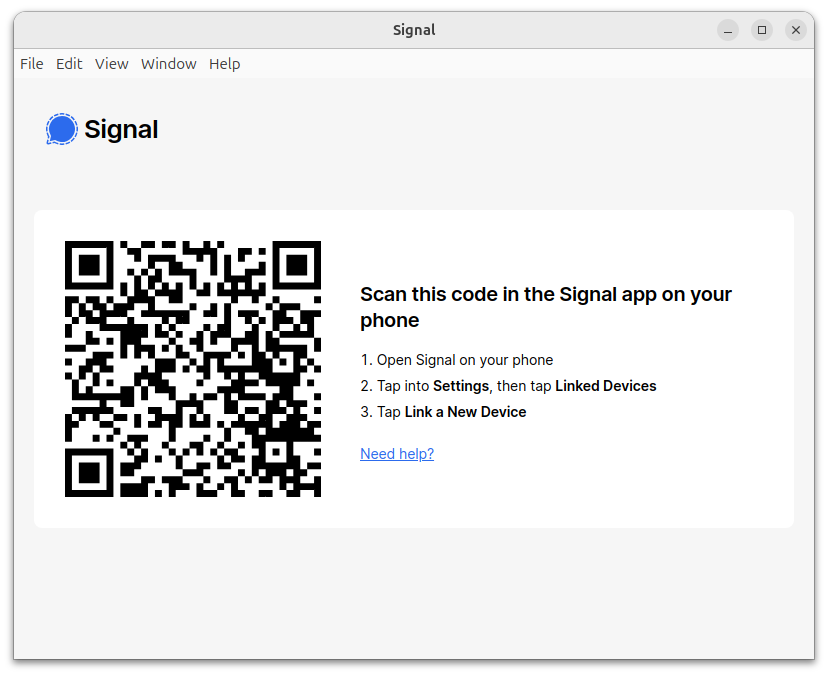 Signal
File Edit View Window Help
Signal
Scan this code in the Signal app on your
phone
1. Open Signal on your phone
2. Tap into Settings, then tap Linked Devices
3. Tap Link a New Device
Need help?